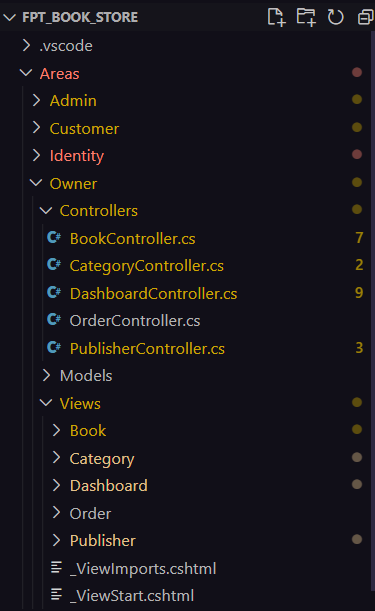 FPT_BOOK_STORE
.vscode
Areas
Admin
Customer
Identity
Owner
Controllers
C# BookController.cs 7
C# CategoryController.cs 2
C# DashboardController.cs 9
C# OrderController.cs
C# PublisherController.cs 3
Models
Views
Book
Category
Dashboard
Order
Publisher
_ViewImports.cshtml
_ViewStart.cshtml